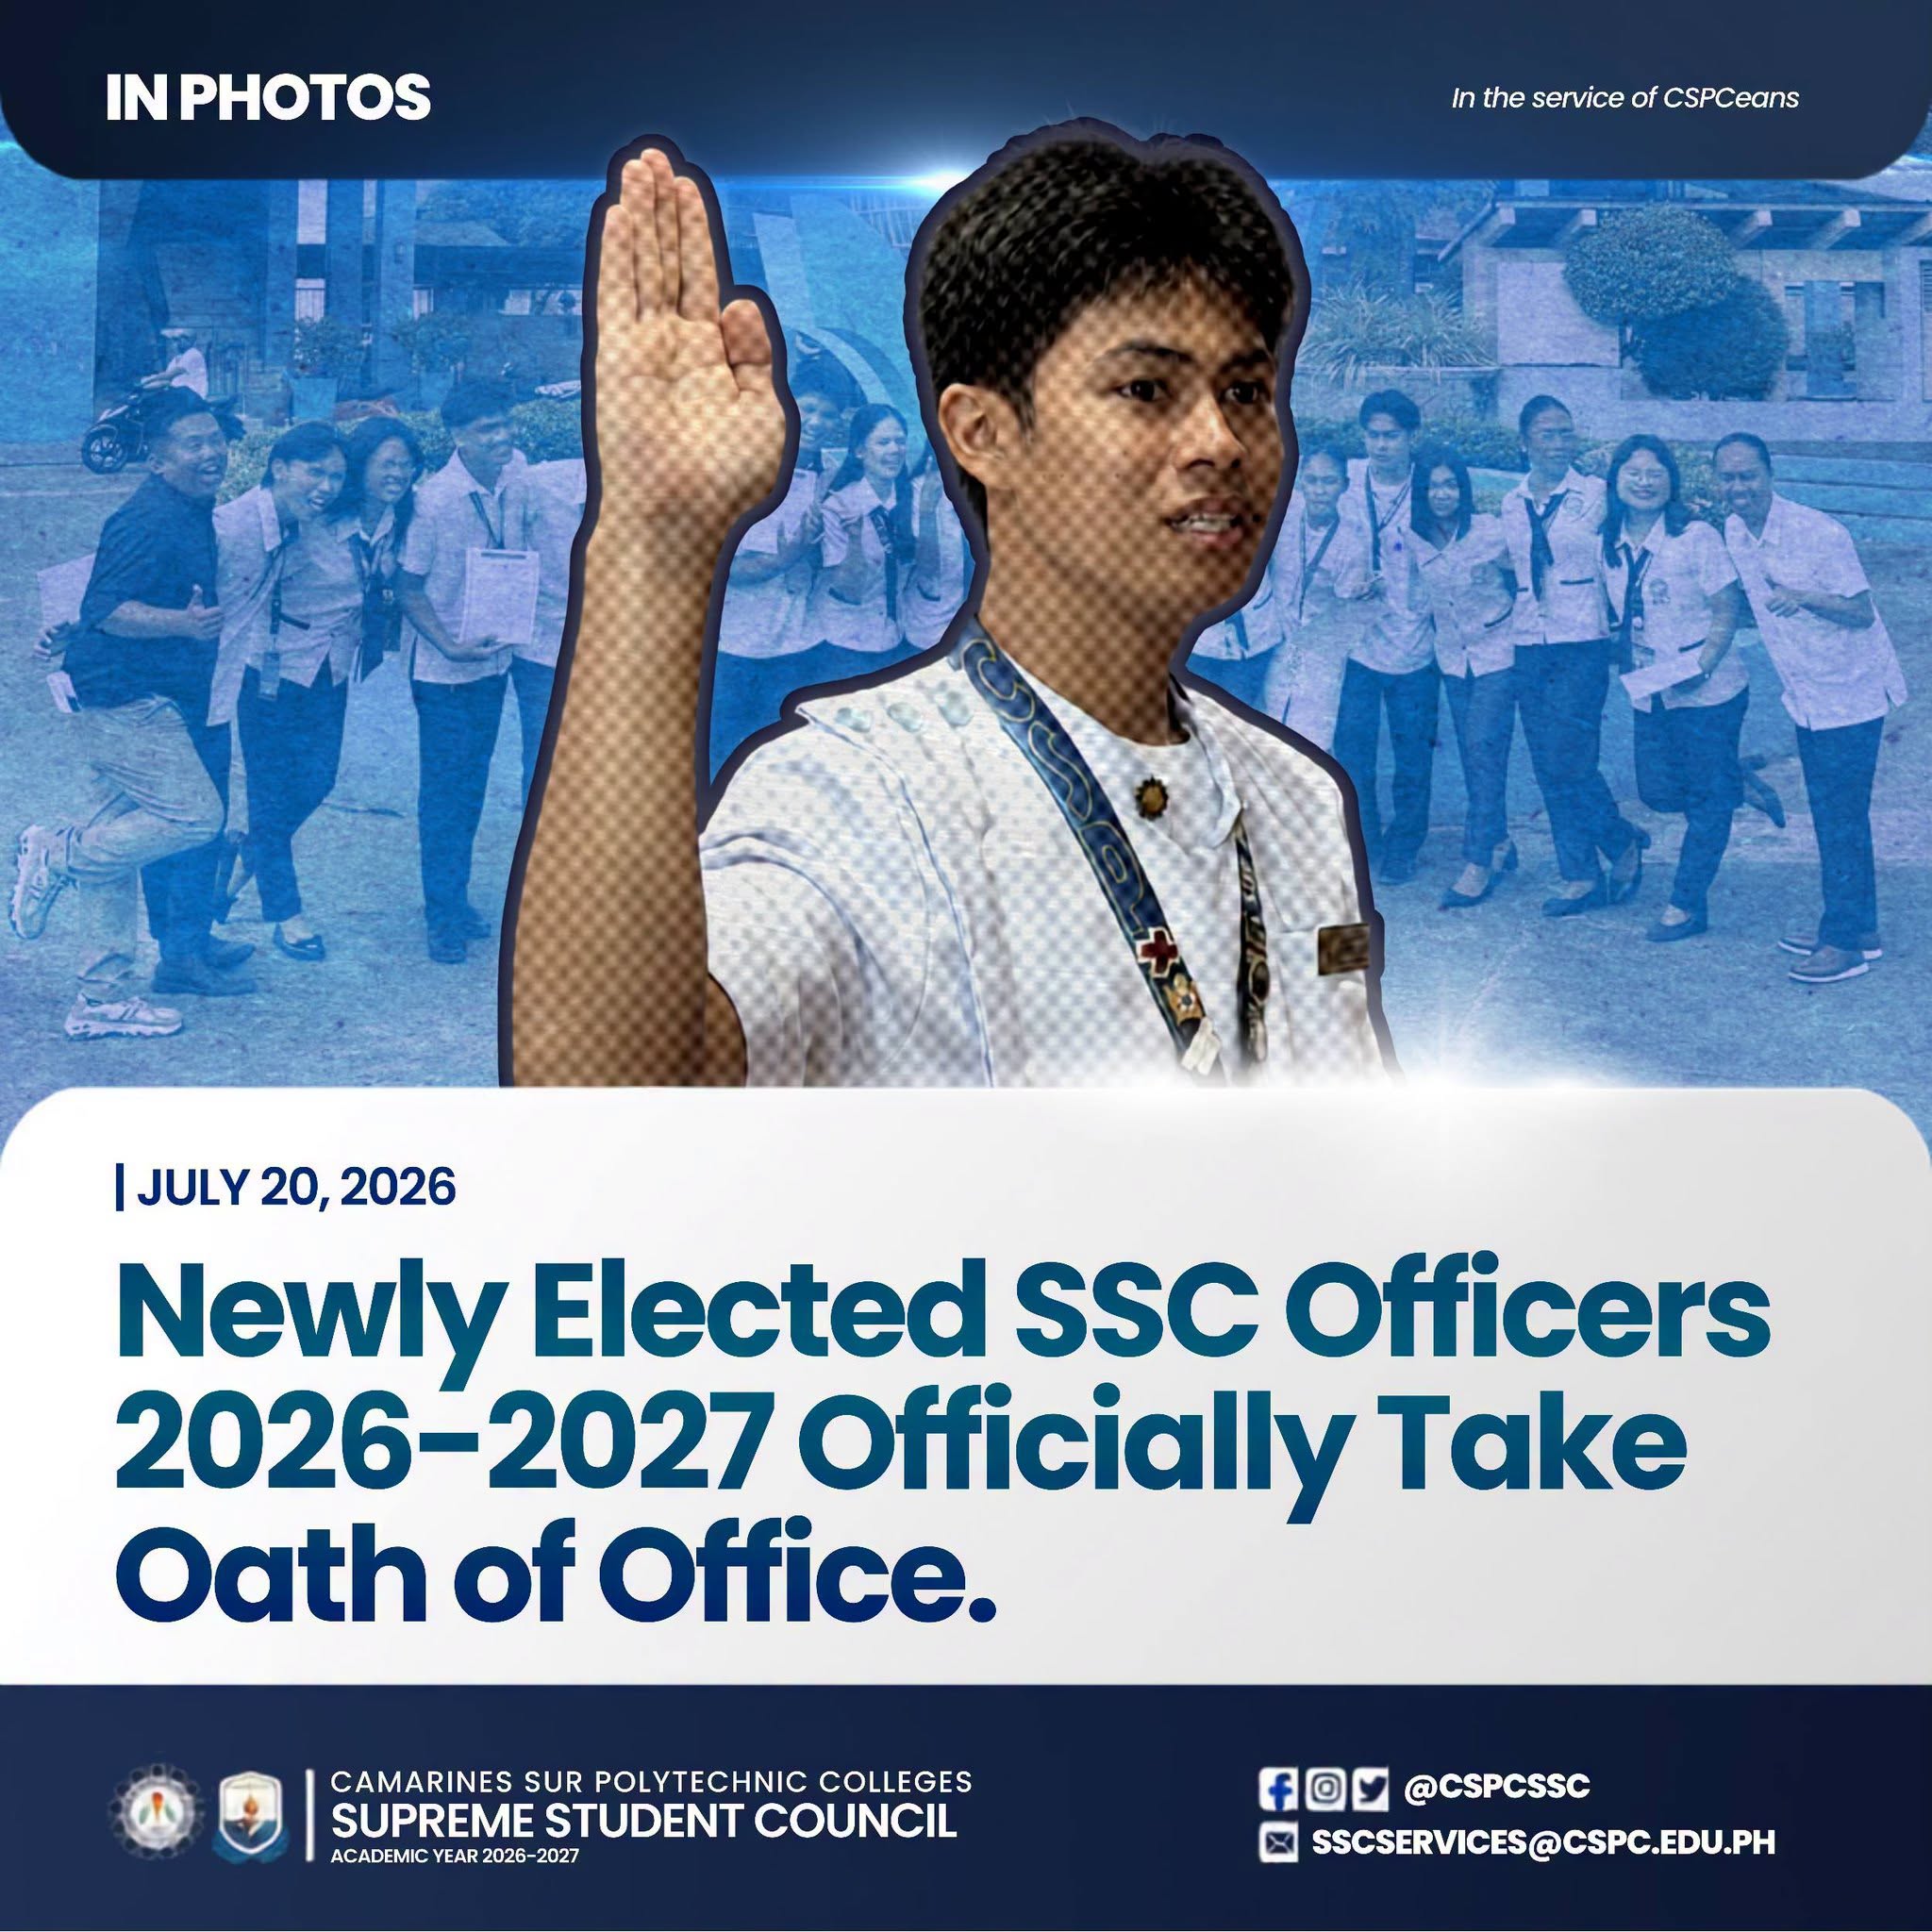 IN PHOTOS
In the service of CSPCeans
CSPC
| JULY 20, 2026
Newly Elected SSC Officers
2026-2027 Officially Take
Oath of Office.
CAMARINES SUR POLYTECHNIC COLLEGES
SUPREME STUDENT COUNCIL
ACADEMIC YEAR 2026-2027
@CSPCSSC
SSCSERVICES@CSPC.EDU.PH